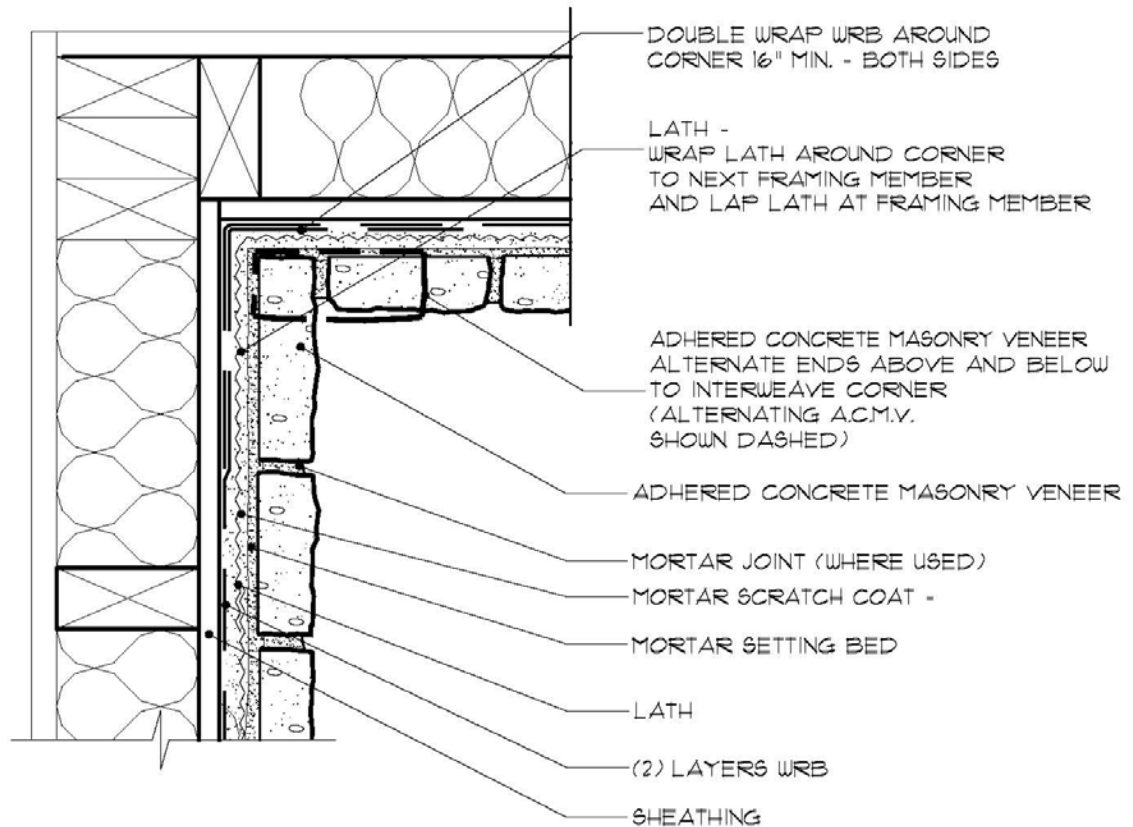 DOUBLE WRAP WRB AROUND
CORNER 16" MIN. - BOTH SIDES
LATH -
WRAP LATH AROUND CORNER
TO NEXT FRAMING MEMBER
AND LAP LATH AT FRAMING MEMBER
ADHERED CONCRETE MASONRY VENEER
ALTERNATE ENDS ABOVE AND BELOW
TO INTERWEAVE CORNER
(ALTERNATING A.C.M.V.
SHOWN DASHED)
ADHERED CONCRETE MASONRY VENEER
MORTAR JOINT (WHERE USED)
MORTAR SCRATCH COAT -
MORTAR SETTING BED
LATH
(2) LAYERS WRB
SHEATHING